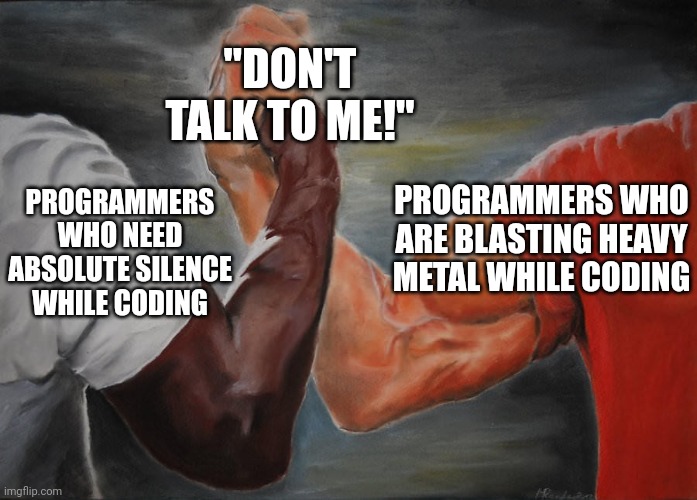 "DON'T
TALK TO ME!"
PROGRAMMERS
WHO NEED
ABSOLUTE SILENCE
WHILE CODING
PROGRAMMERS WHO
ARE BLASTING HEAVY
METAL WHILE CODING
imgflip.com